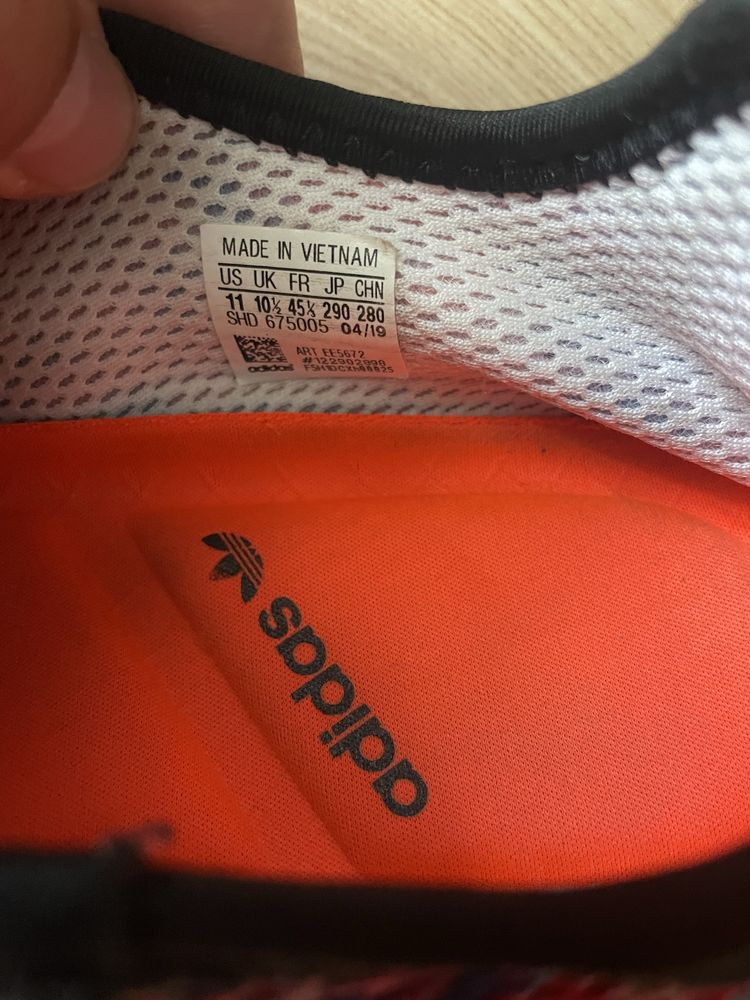 MADE IN VIETNAM
US UK FR JP CHN
11 10½ 45⅓ 290 280
SHD 675005 04/19
ART EE5672
#122902898
adidas
adidas